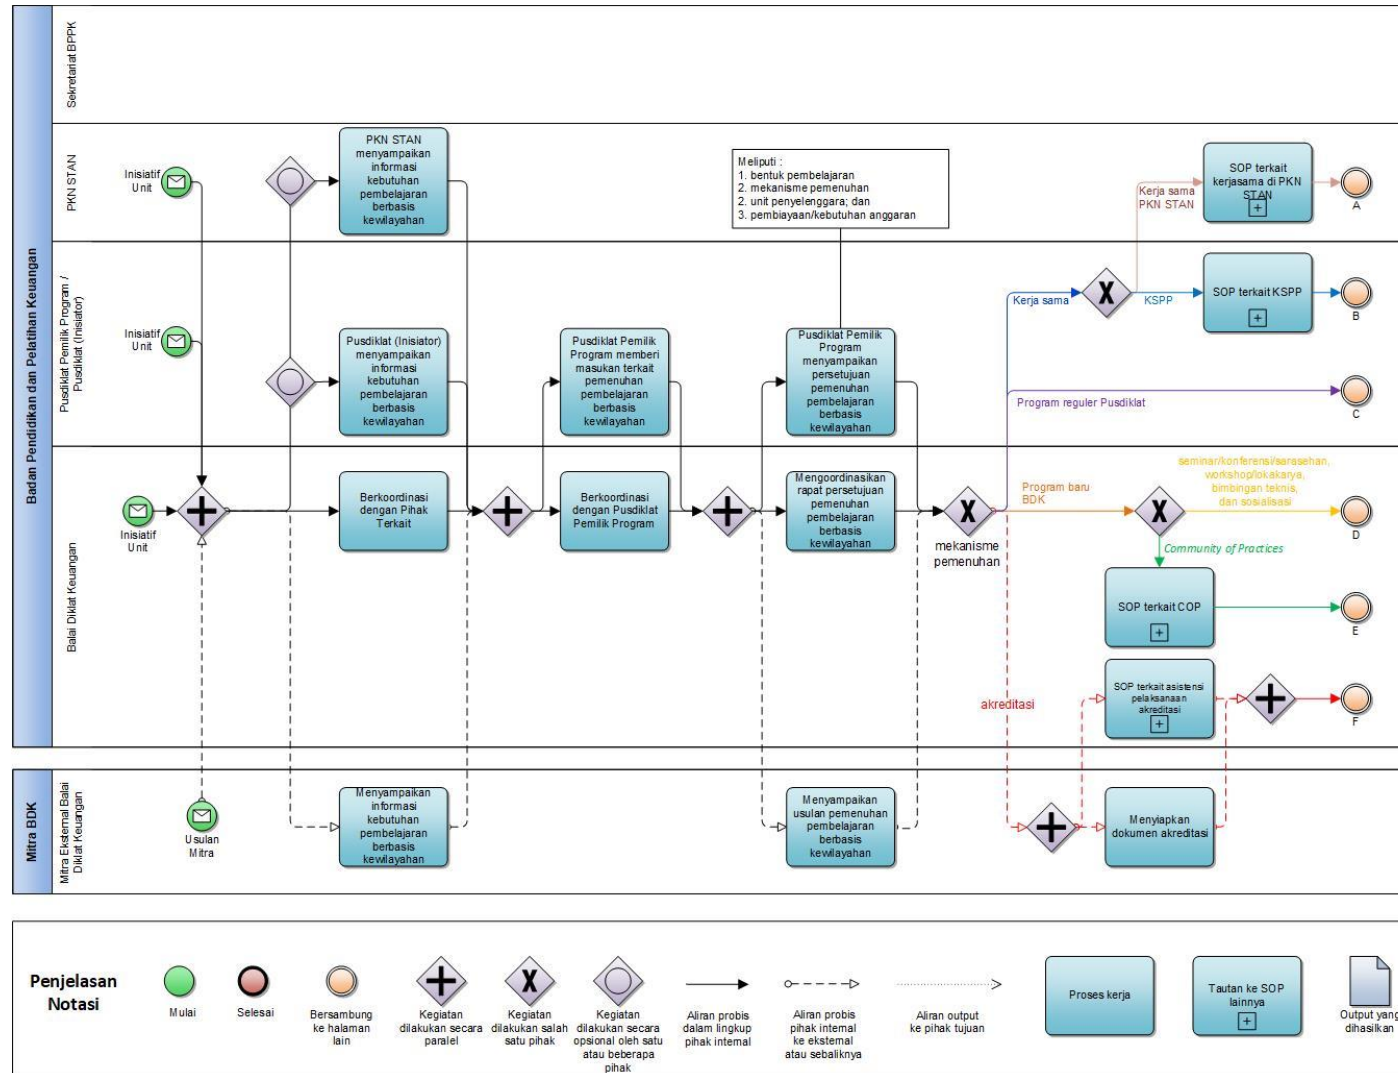 Badan Pendidikan dan Pelatihan Keuangan
Sekretariat BPPK
PKN STAN
Inisiatif
Unit
PKN STAN
menyampaikan
informasi
kebutuhan
pembelajaran
berbasis
kewilayahan
Meliputi :
1. bentuk pembelajaran
2. mekanisme pemenuhan
2. unit penyelenggara; dan
3. pembiayaan/kebutuhan anggaran
Kerja sama
PKN STAN
SOP terkait
kerjasama di PKN
STAN
A
Pusdiklat Pemilik Program /
Pusdiklat (Inisiator)
Inisiatif
Unit
Pusdiklat (Inisiator)
menyampaikan
informasi
kebutuhan
pembelajaran
berbasis
kewilayahan
Pusdiklat Pemilik
Program memberi
masukan terkait
pemenuhan
pembelajaran
berbasis
kewilayahan
Pusdiklat Pemilik
Program
menyampaikan
persetujuan
pemenuhan
pembelajaran
berbasis
kewilayahan
Kerja sama
KSPP
SOP terkait KSPP
B
Program reguler Pusdiklat
C
Balai Diklat Keuangan
Inisiatif
Unit
Berkoordinasi
dengan Pihak
Terkait
Berkoordinasi
dengan Pusdiklat
Pemilik Program
Mengoordinasikan
rapat persetujuan
pemenuhan
pembelajaran
berbasis
kewilayahan
mekanisme
pemenuhan
Program baru
BDK
seminar/konferensi/sarasehan,
workshop/lokakarya,
bimbingan teknis,
dan sosialisasi
D
Community of Practices
SOP terkait COP
E
akreditasi
SOP terkait asistensi
pelaksanaan
akreditasi
F
Mitra BDK
Mitra Eksternal Balai
Diklat Keuangan
Usulan
Mitra
Menyampaikan
informasi
kebutuhan
pembelajaran
berbasis
kewilayahan
Menyampaikan
usulan pemenuhan
pembelajaran
berbasis
kewilayahan
Menyiapkan
dokumen akreditasi
Penjelasan
Notasi
Mulai
Selesai
Bersambung
ke halaman
lain
Kegiatan
dilakukan secara
paralel
Kegiatan
dilakukan salah
satu pihak
Kegiatan
dilakukan secara
opsional oleh satu
atau beberapa
pihak
Aliran probis
dalam lingkup
pihak internal
Aliran probis
pihak internal
ke eksternal
atau sebaliknya
Aliran output
ke pihak tujuan
Proses kerja
Tautan ke SOP
lainnya
Output yang
dihasilkan